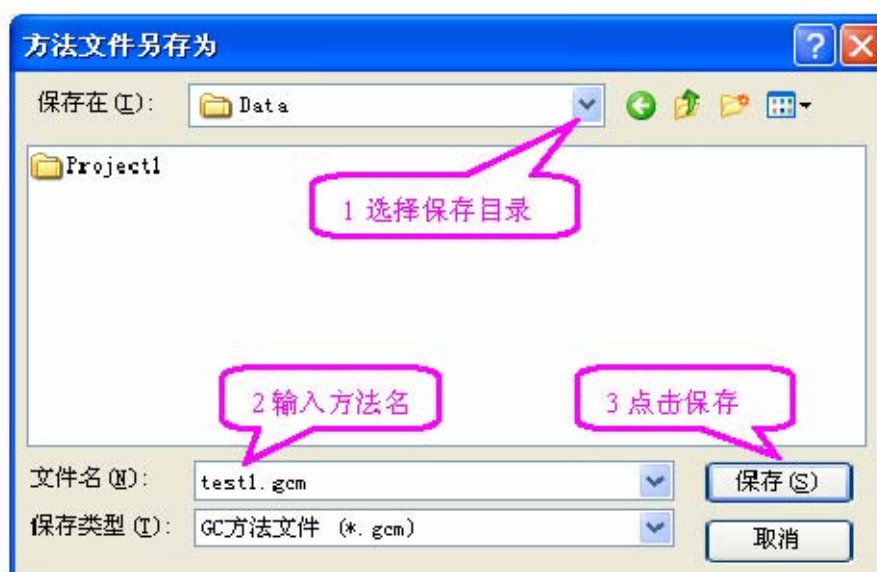 方法文件另存为
保存在(I): Data
Project1
1 选择保存目录
2 输入方法名
3 点击保存
文件名(N): test1.gcm 保存(S)
保存类型(T): GC方法文件 (*.gcm) 取消